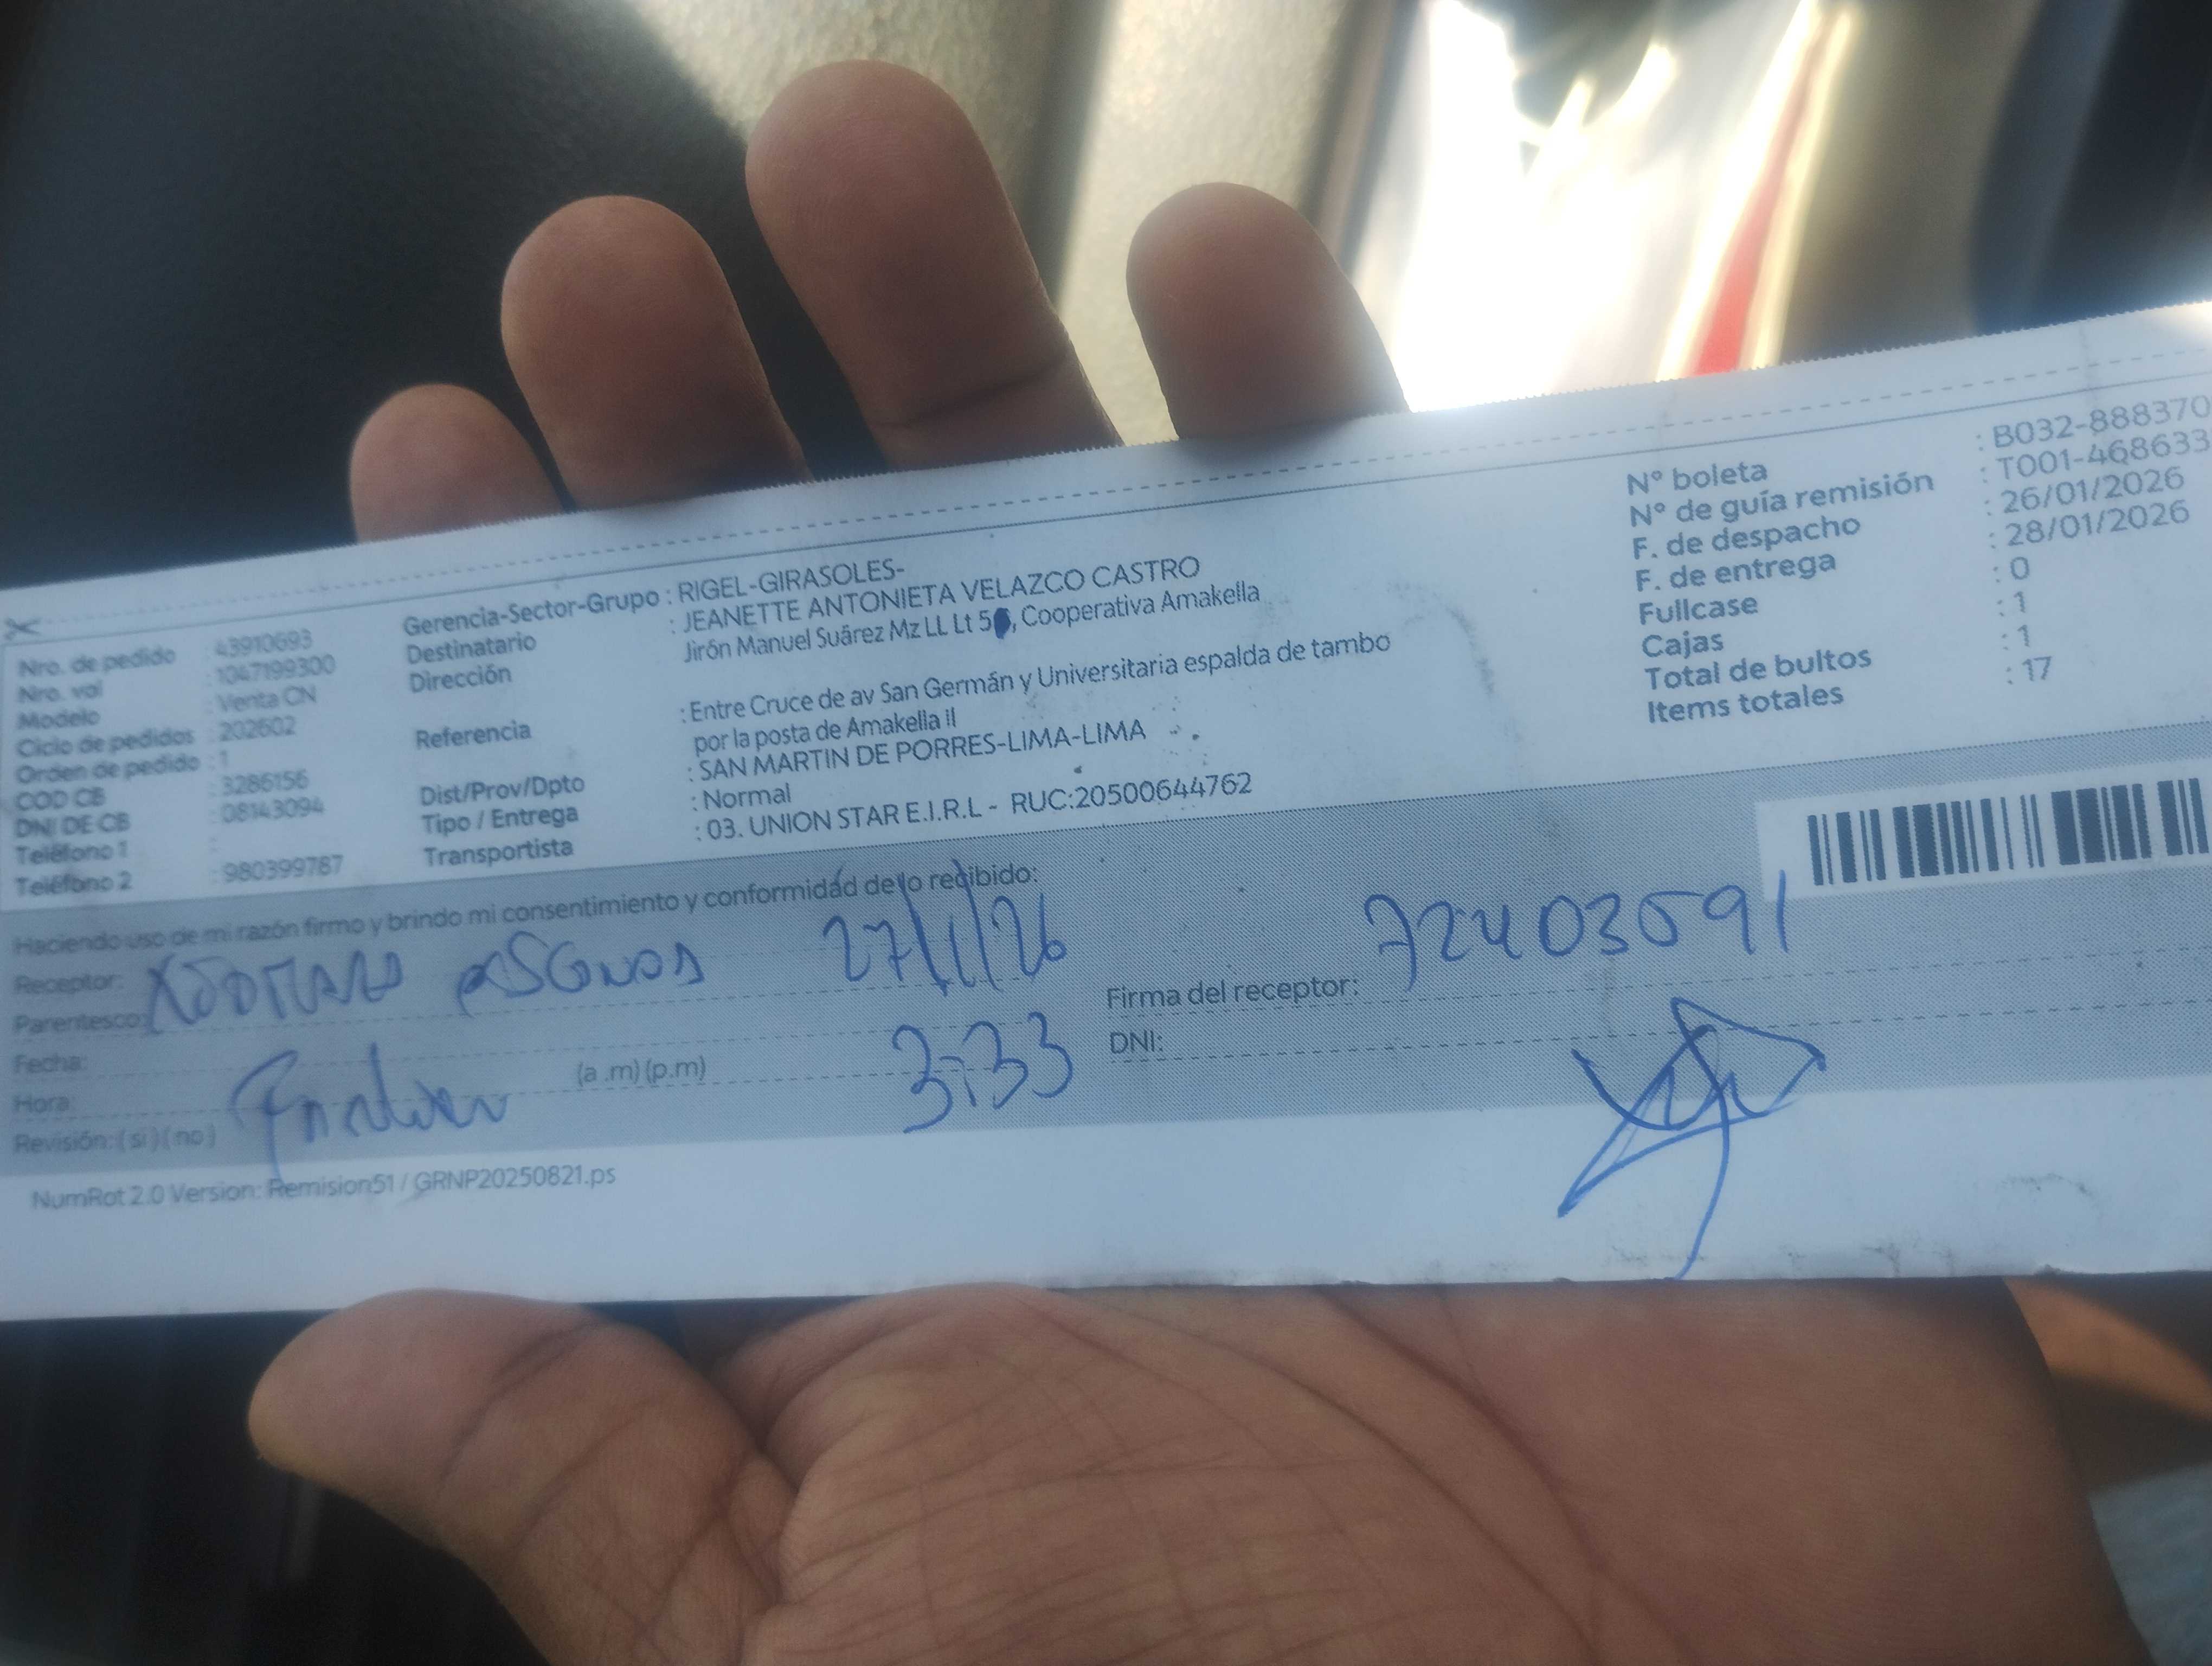 Nro. de pedido : 43910693
Nro. val : 1047199300
Modelo : Venta CN
Ciclo de pedidos : 202602
Orden de pedido : 1
COD CB : 3286156
DNI DE CB : 08143094
Teléfono 1 :
Teléfono 2 : 980399787
Gerencia-Sector-Grupo : RIGEL-GIRASOLES-
Destinatario : JEANETTE ANTONIETA VELAZCO CASTRO
Dirección Jirón Manuel Suárez Mz LL Lt 5, Cooperativa Amakella
Referencia : Entre Cruce de av San Germán y Universitaria espalda de tambo
por la posta de Amakella il
Dist/Prov/Dpto : SAN MARTIN DE PORRES-LIMA-LIMA
Tipo / Entrega : Normal
Transportista : 03. UNION STAR E.I.R.L - RUC:20500644762
N° boleta : B032-888370
N° de guía remisión : T001-468633
F. de despacho : 26/01/2026
F. de entrega : 28/01/2026
Fullcase : 0
Cajas : 1
Total de bultos : 1
Items totales : 17
Haciendo uso de mi razón firmo y brindo mi consentimiento y conformidad de lo recibido:
Receptor: 27/1/26
Parentesco:
Firma del receptor: 72403591
Fecha:
DNI:
Hora: (a .m) (p.m) 3:33
Revisión: ( si ) ( no )
NumRot 2.0 Version: Remision51 / GRNP20250821.ps